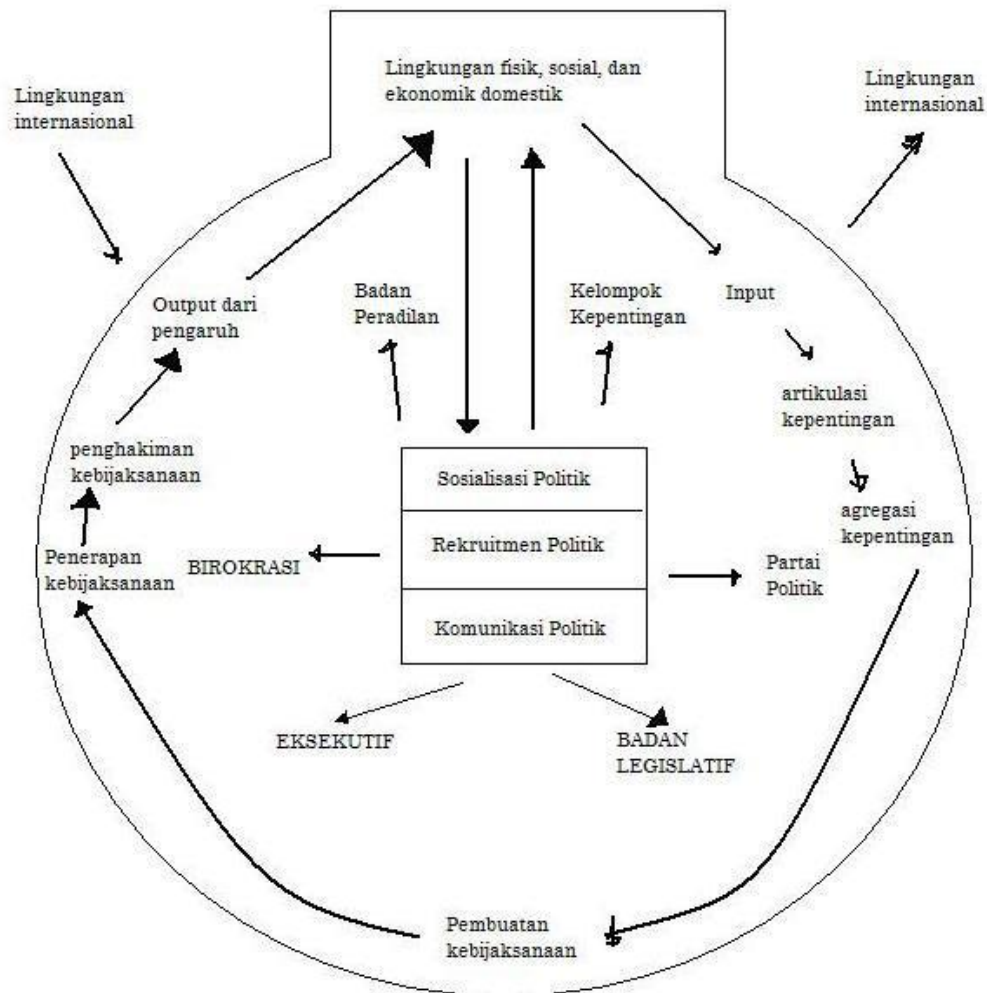 Lingkungan fisik, sosial, dan
ekonomik domestik
Lingkungan
internasional
Lingkungan
internasional
Output dari
pengaruh
Badan
Peradilan
Kelompok
Kepentingan
Input
artikulasi
kepentingan
penghakiman
kebijaksanaan
Sosialisasi Politik
agregasi
kepentingan
Penerapan
kebijaksanaan
BIROKRASI
Rekruitmen Politik
Partai
Politik
Komunikasi Politik
EKSEKUTIF
BADAN
LEGISLATIF
Pembuatan
kebijaksanaan